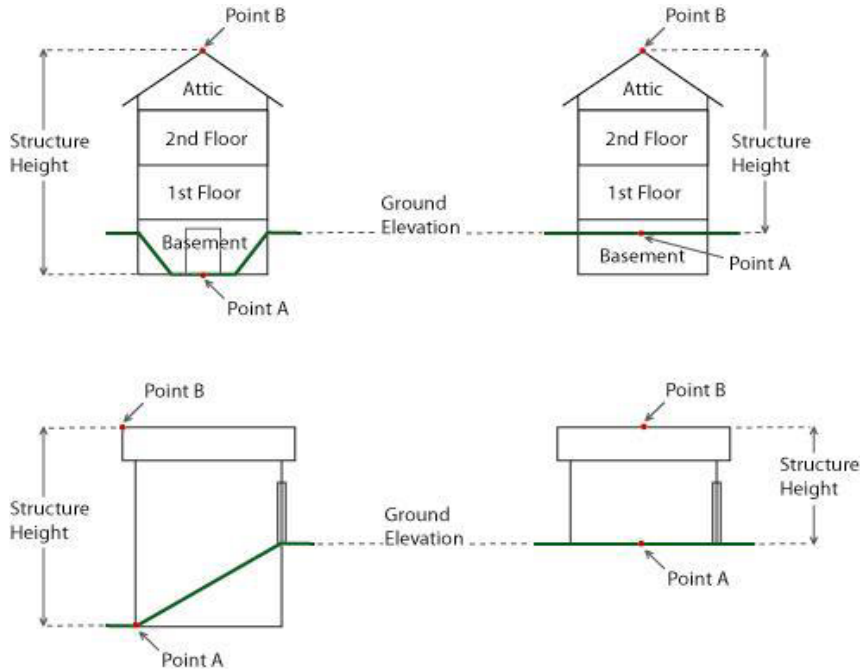 Point B
Point B
Attic
Attic
Structure
Height
2nd Floor
2nd Floor
Structure
Height
1st Floor
1st Floor
Ground
Elevation
Basement
Basement
Point A
Point A
Point B
Point B
Structure
Height
Structure
Height
Ground
Elevation
Point A
Point A